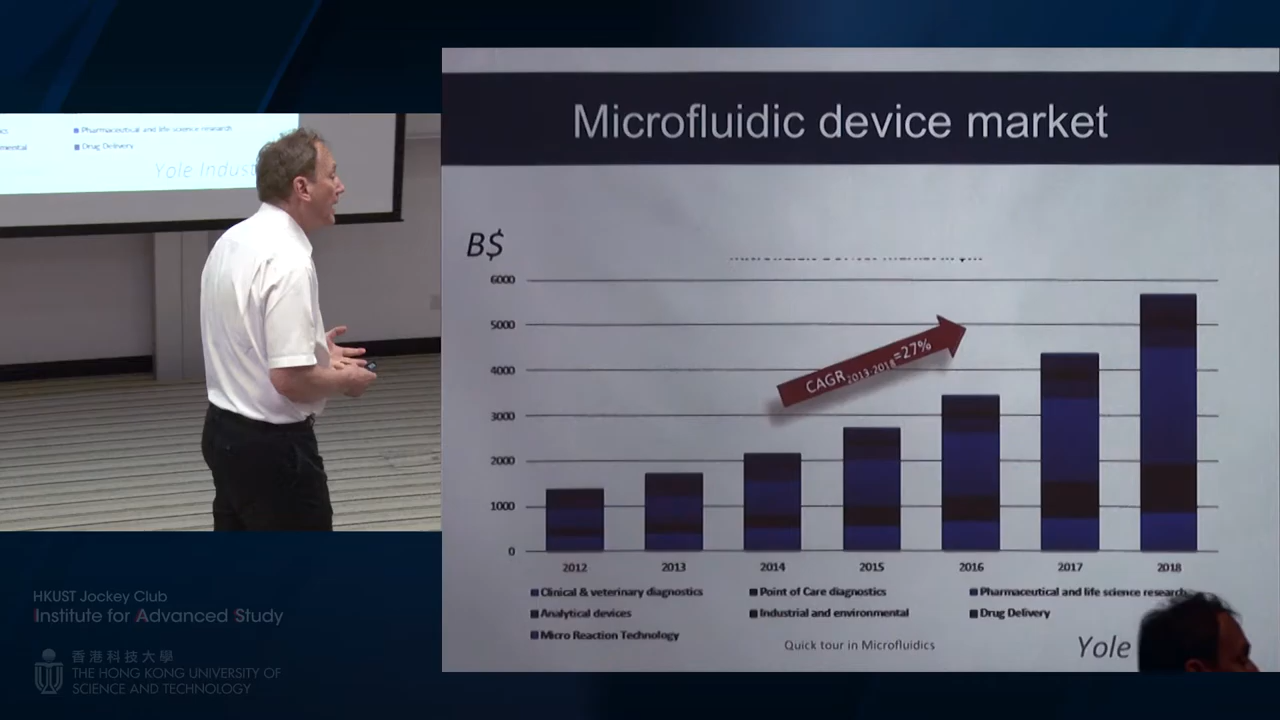 Pharmaceutical and life science research
mental
Drug Delivery
Yole Indust
Microfluidic device market
B$
6000
5000
4000
3000
2000
1000
0
CAGR2013-2018=27%
2012 2013 2014 2015 2016 2017 2018
Clinical & veterinary diagnostics Point of Care diagnostics Pharmaceutical and life science research
Analytical devices Industrial and environmental Drug Delivery
Micro Reaction Technology
Quick tour in Microfluidics
Yole
HKUST Jockey Club
Institute for Advanced Study
香港科技大學
THE HONG KONG UNIVERSITY OF
SCIENCE AND TECHNOLOGY